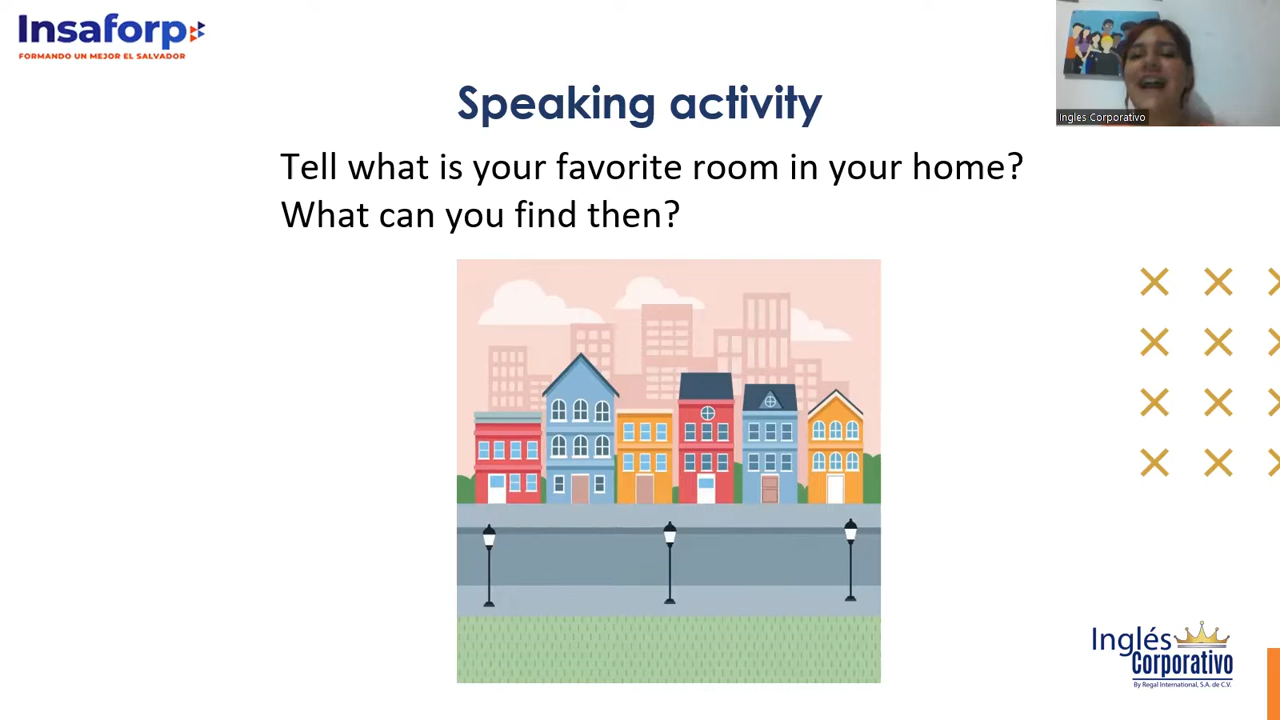 Insaforp
FORMANDO UN MEJOR EL SALVADOR
Ingles Corporativo
Speaking activity
Tell what is your favorite room in your home?
What can you find then?
Inglés
Corporativo
By Regal International, S.A. de C.V.